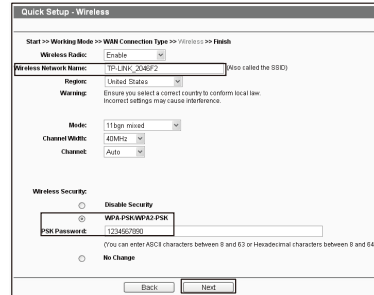 Quick Setup - Wireless
Start >> Working Mode >> WAN Connection Type >> Wireless >> Finish
Wireless Radio: Enable
Wireless Network Name: TP-LINK_2046F2 (Also called the SSID)
Region: United States
Warning: Ensure you select a correct country to conform local law.
Incorrect settings may cause interference.
Mode: 11bgn mixed
Channel Width: 40MHz
Channel: Auto
Wireless Security:
Disable Security
WPA-PSK/WPA2-PSK
PSK Password: 1234567890
(You can enter ASCII characters between 8 and 63 or Hexadecimal characters between 8 and 64
No Change
Back Next